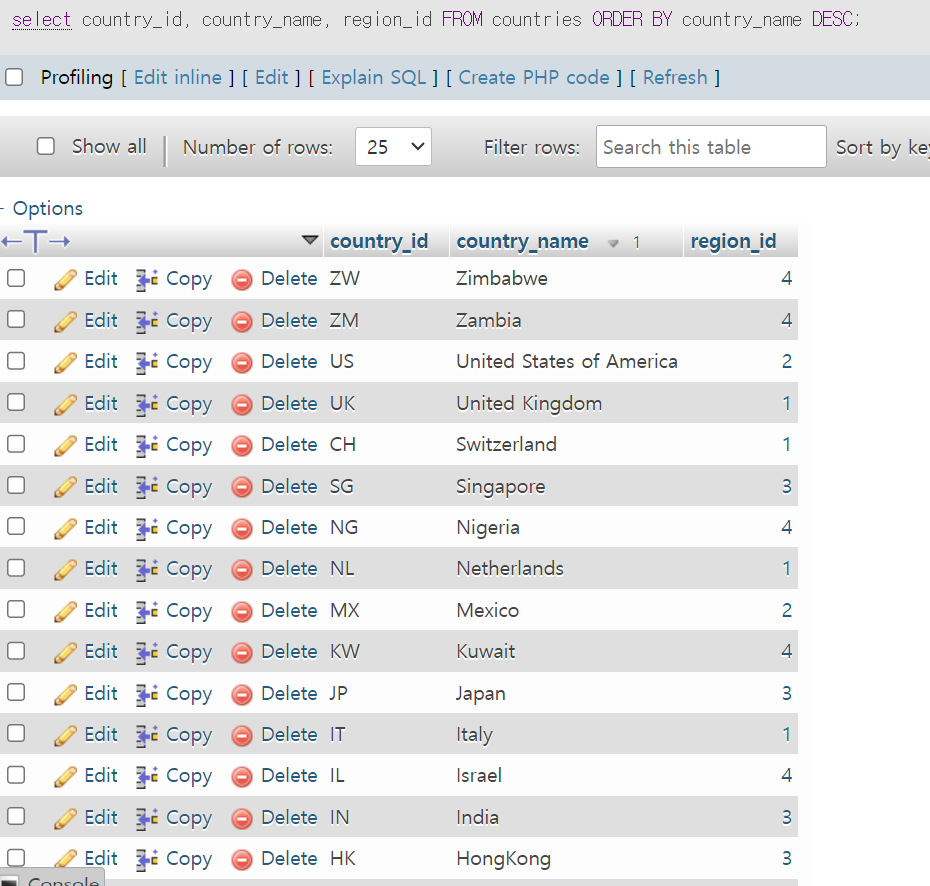 select country_id, country_name, region_id FROM countries ORDER BY country_name DESC;
Profiling [ Edit inline ] [ Edit ] [ Explain SQL ] [ Create PHP code ] [ Refresh ]
Show all | Number of rows: 25 Filter rows: Search this table Sort by key
Options
←T→ country_id country_name 1 region_id
Edit Copy Delete ZW Zimbabwe 4
Edit Copy Delete ZM Zambia 4
Edit Copy Delete US United States of America 2
Edit Copy Delete UK United Kingdom 1
Edit Copy Delete CH Switzerland 1
Edit Copy Delete SG Singapore 3
Edit Copy Delete NG Nigeria 4
Edit Copy Delete NL Netherlands 1
Edit Copy Delete MX Mexico 2
Edit Copy Delete KW Kuwait 4
Edit Copy Delete JP Japan 3
Edit Copy Delete IT Italy 1
Edit Copy Delete IL Israel 4
Edit Copy Delete IN India 3
Edit Copy Delete HK HongKong 3
Console